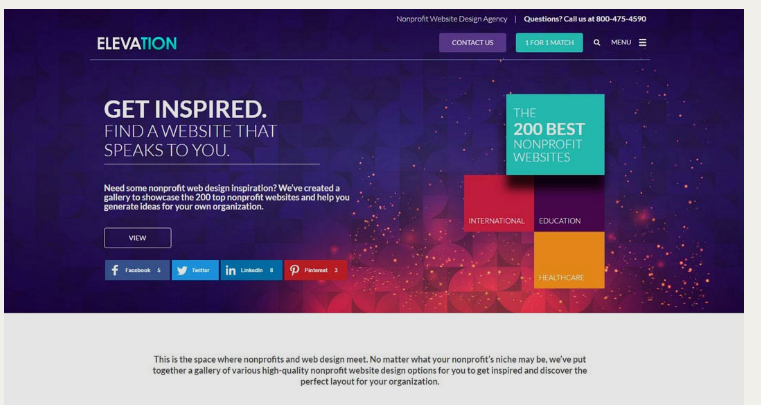 Nonprofit Website Design Agency | Questions? Call us at 800-475-4590
ELEVATION
CONTACT US
1 FOR 1 MATCH
MENU
GET INSPIRED.
FIND A WEBSITE THAT
SPEAKS TO YOU.
THE
200 BEST
NONPROFIT
WEBSITES
Need some nonprofit web design inspiration? We've created a
gallery to showcase the 200 top nonprofit websites and help you
generate ideas for your own organization.
INTERNATIONAL
EDUCATION
VIEW
Facebook 5
Twitter
LinkedIn 8
Pinterest 3
HEALTHCARE
This is the space where nonprofits and web design meet. No matter what your nonprofit's niche may be, we've put
together a gallery of various high-quality nonprofit website design options for you to get inspired and discover the
perfect layout for your organization.